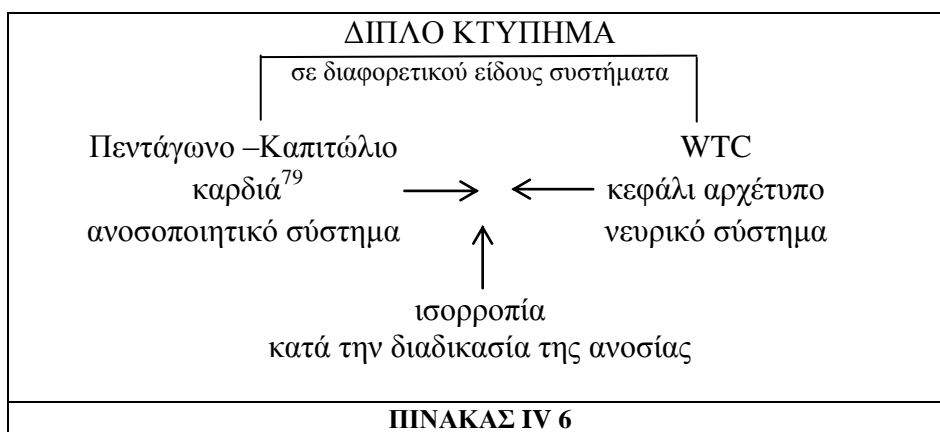 ΔΙΠΛΟ ΚΤΥΠΗΜΑ
σε διαφορετικού είδους συστήματα
Πεντάγωνο –Καπιτώλιο WTC
καρδιά79 κεφάλι αρχέτυπο
ανοσοποιητικό σύστημα νευρικό σύστημα
ισορροπία
κατά την διαδικασία της ανοσίας
ΠΙΝΑΚΑΣ IV 6